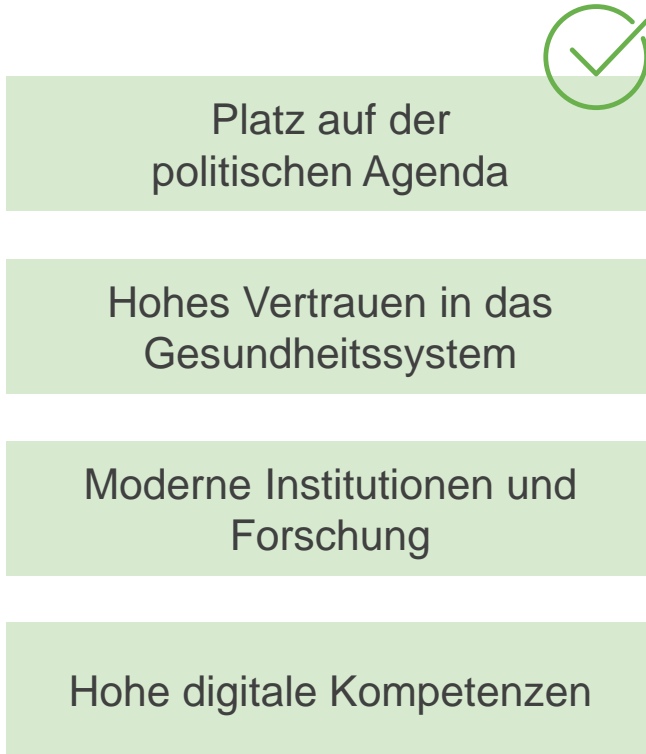 Platz auf der
politischen Agenda
Hohes Vertrauen in das
Gesundheitssystem
Moderne Institutionen und
Forschung
Hohe digitale Kompetenzen